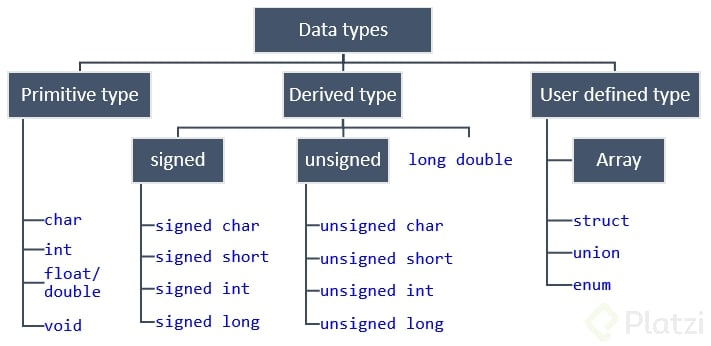 Data types
Primitive type
Derived type
User defined type
signed
unsigned
long double
Array
char
int
float/
double
void
signed char
signed short
signed int
signed long
unsigned char
unsigned short
unsigned int
unsigned long
struct
union
enum
Platzi